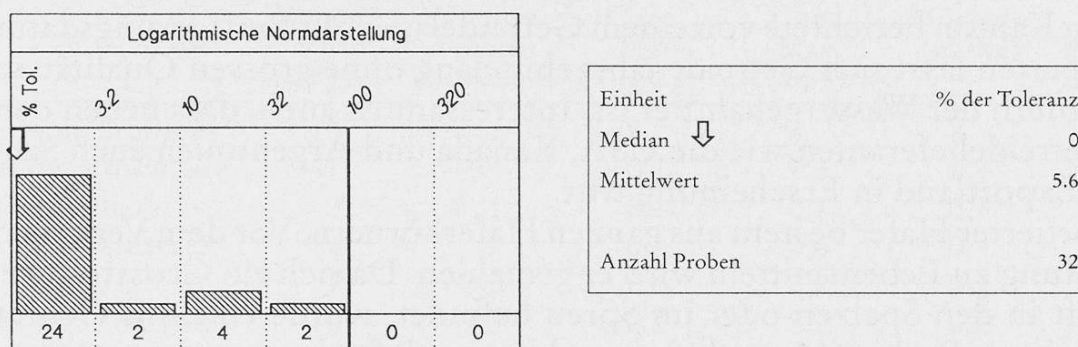 Logarithmische Normdarstellung
% Tol. 3,2 10 32 100 320
24 2 4 2 0 0
Einheit % der Toleranz
Median 0
Mittelwert 5.6
Anzahl Proben 32